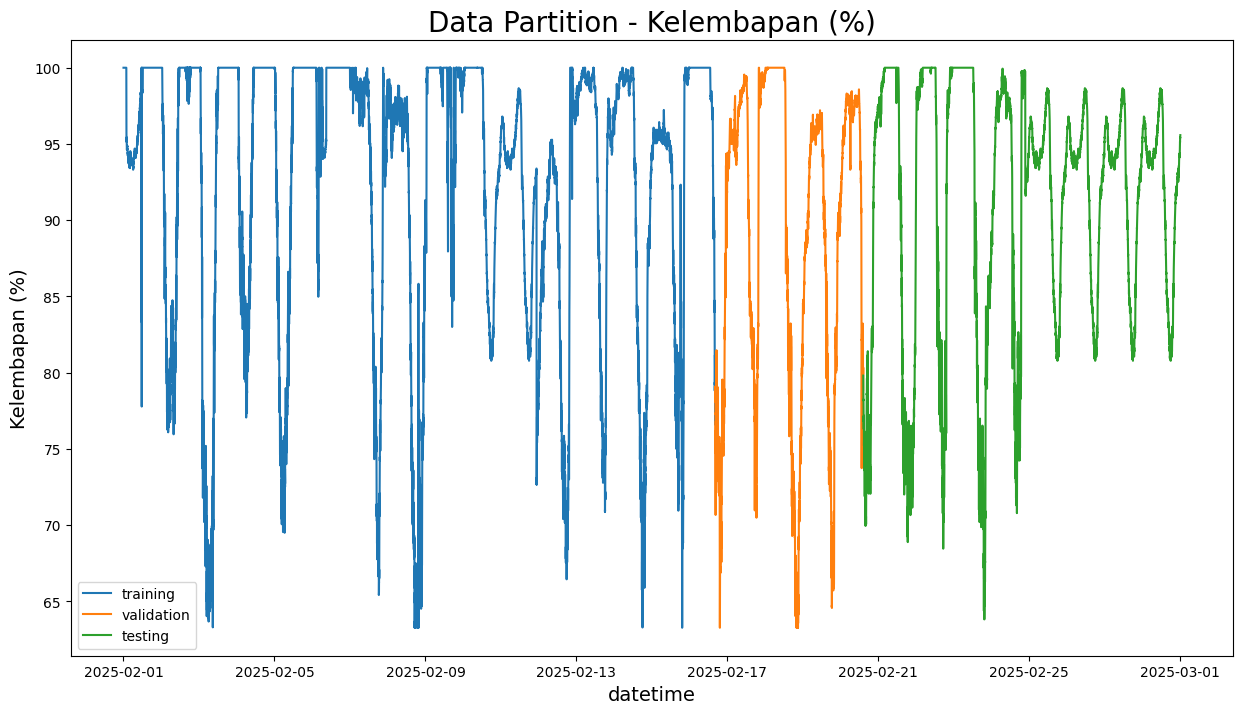 Data Partition - Kelembapan (%)
Kelembapan (%)
100
95
90
85
80
75
70
65
training
validation
testing
2025-02-01 2025-02-05 2025-02-09 2025-02-13 2025-02-17 2025-02-21 2025-02-25 2025-03-01
datetime